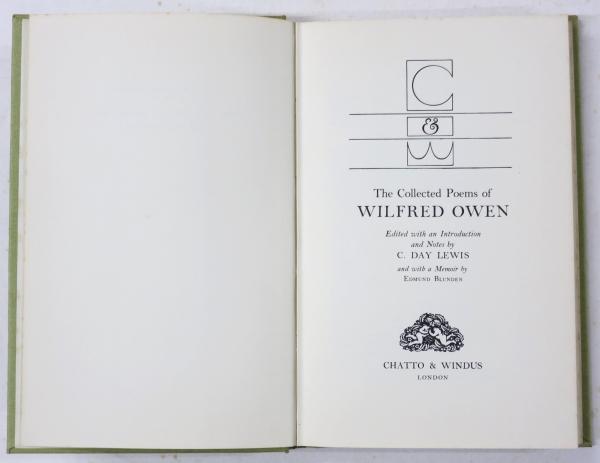 C
&
W
The Collected Poems of
WILFRED OWEN
Edited with an Introduction
and Notes by
C. DAY LEWIS
and with a Memoir by
EDMUND BLUNDEN
CHATTO & WINDUS
LONDON